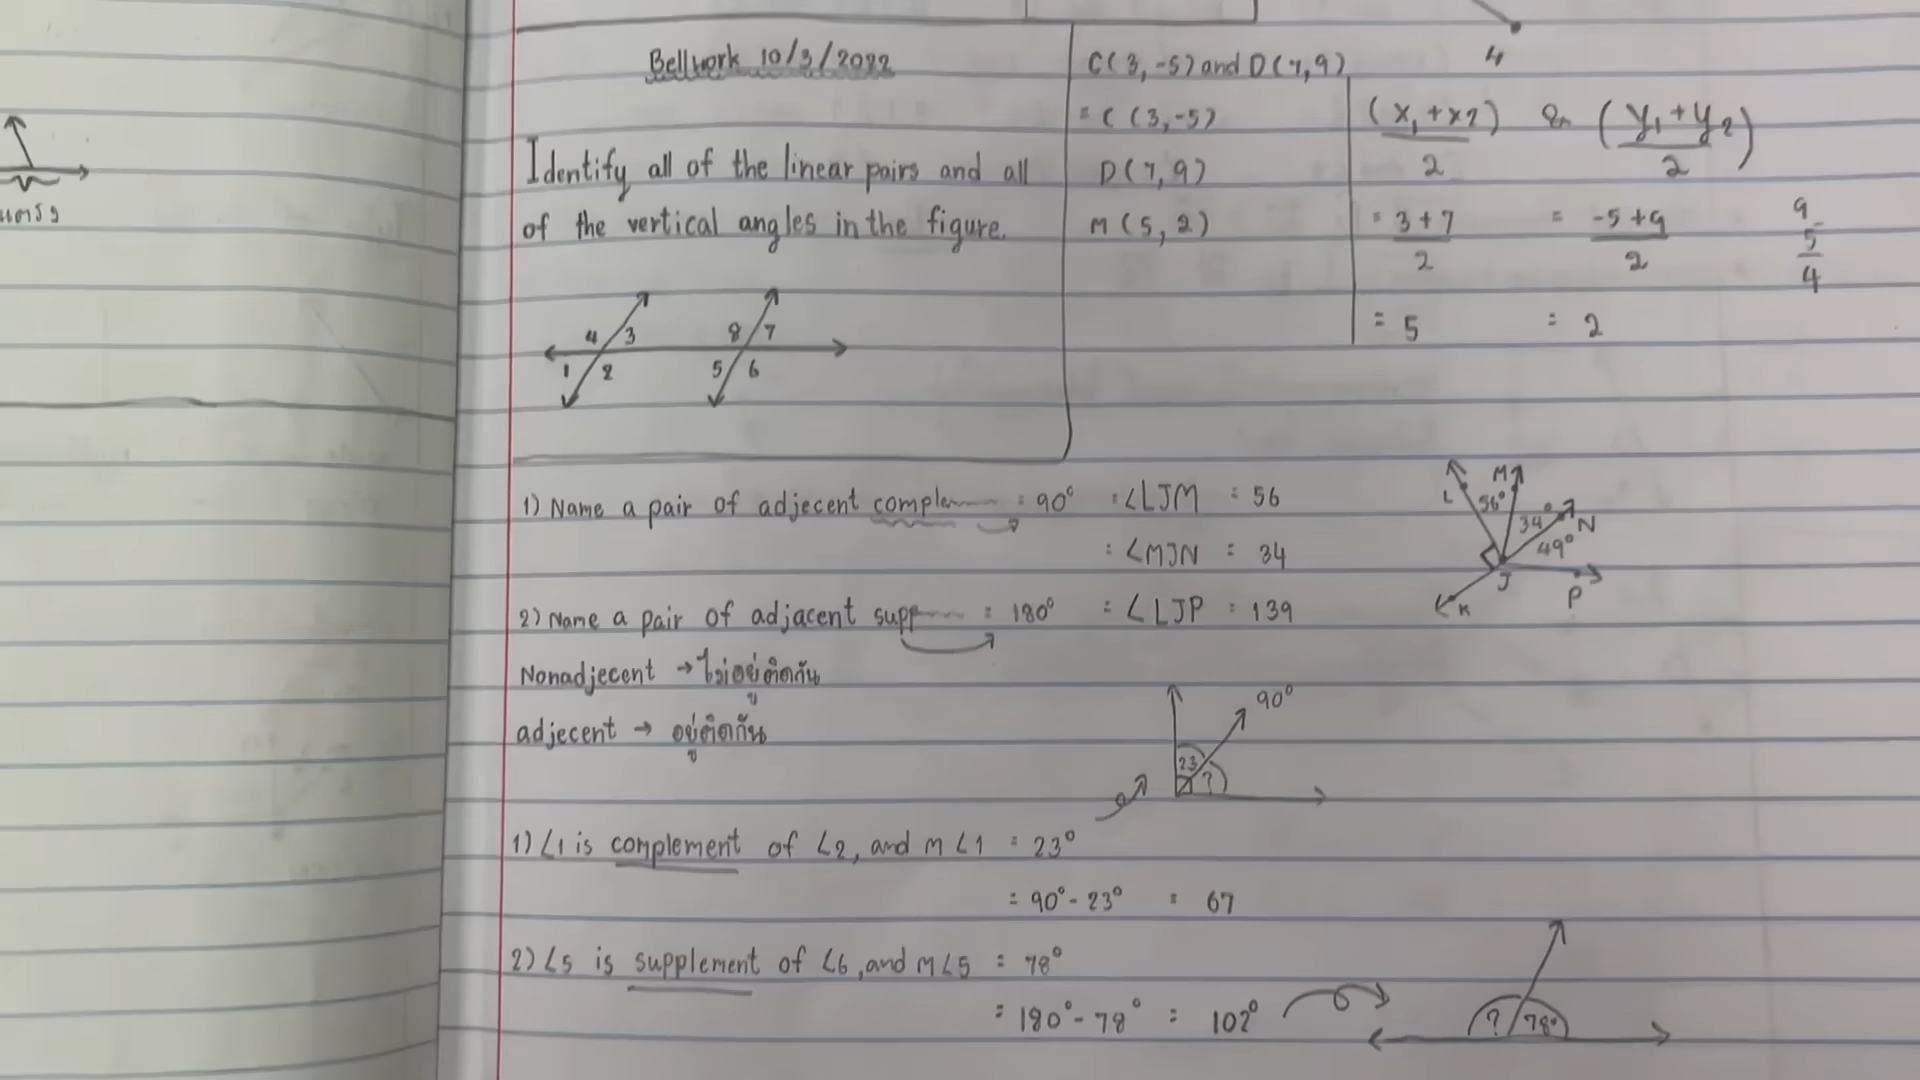 แตรง
Bellwork 10/3/2022
Identify all of the linear pairs and all
of the vertical angles in the figure.
4 3 8 7
1 2 5 6
C(3,-5) and D(7,9)
= C (3,-5)
D(7,9)
M (5,2)
4
(x₁+x2)/2 & (y₁+y₂)/2
= 3+7/2 = -5+9/2
= 5 = 2
9
-
5
4
1) Name a pair of adjecent comple = 90° = ∠LJM = 56
= ∠MJN = 34
2) Name a pair of adjacent supp = 180° = ∠LJP = 139
L 56° M 34° N
49°
J
K P
Nonadjecent → ไม่อยู่ติดกัน
adjecent → อยู่ติดกัน
90°
23 ?
1) ∠1 is complement of ∠2, and m∠1 = 23°
= 90° - 23° = 67
2) ∠5 is supplement of ∠6, and m∠5 = 78°
= 180° - 78° = 102°
? 78°